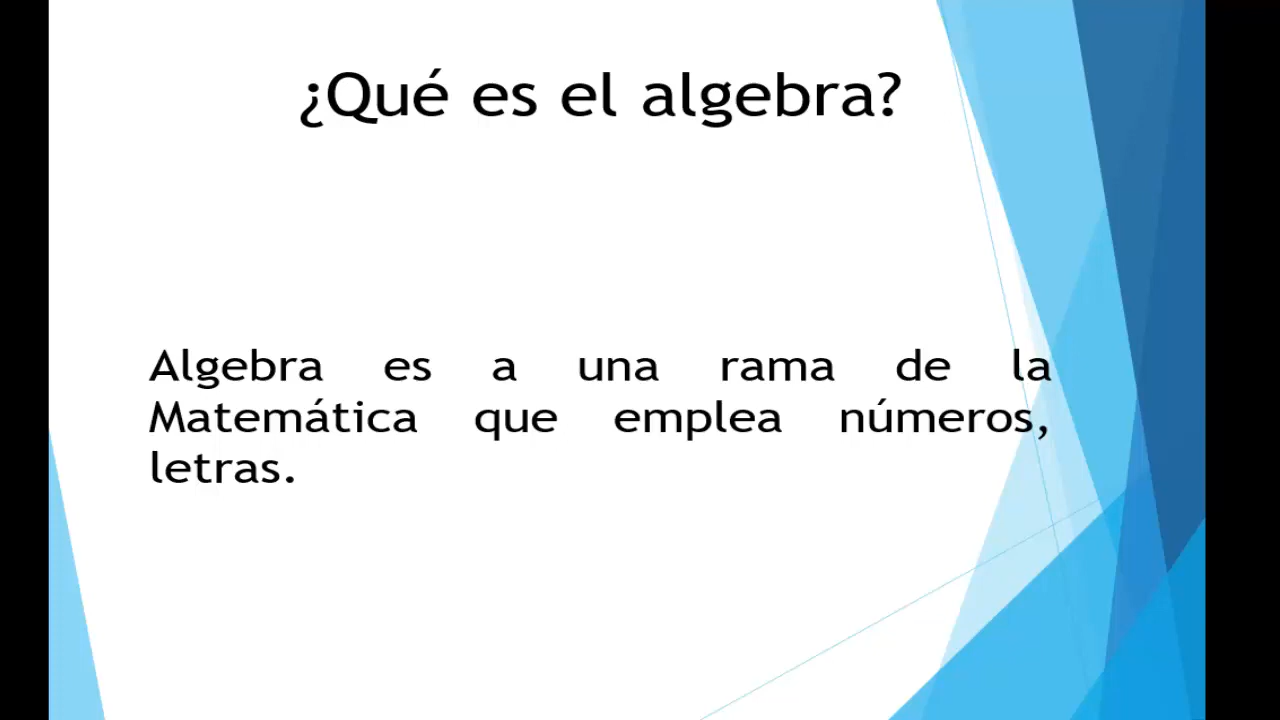 ¿Qué es el algebra?
Algebra es a una rama de la
Matemática que emplea números,
letras.